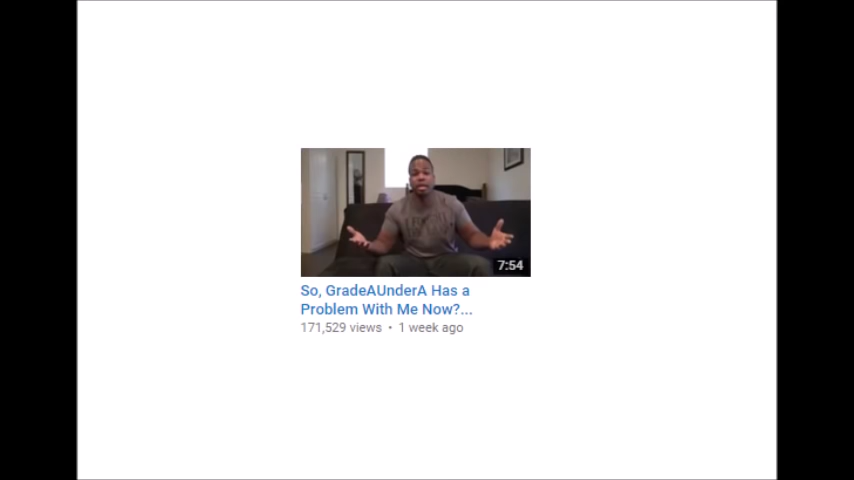 7:54
So, GradeAUnderA Has a
Problem With Me Now?...
171,529 views • 1 week ago